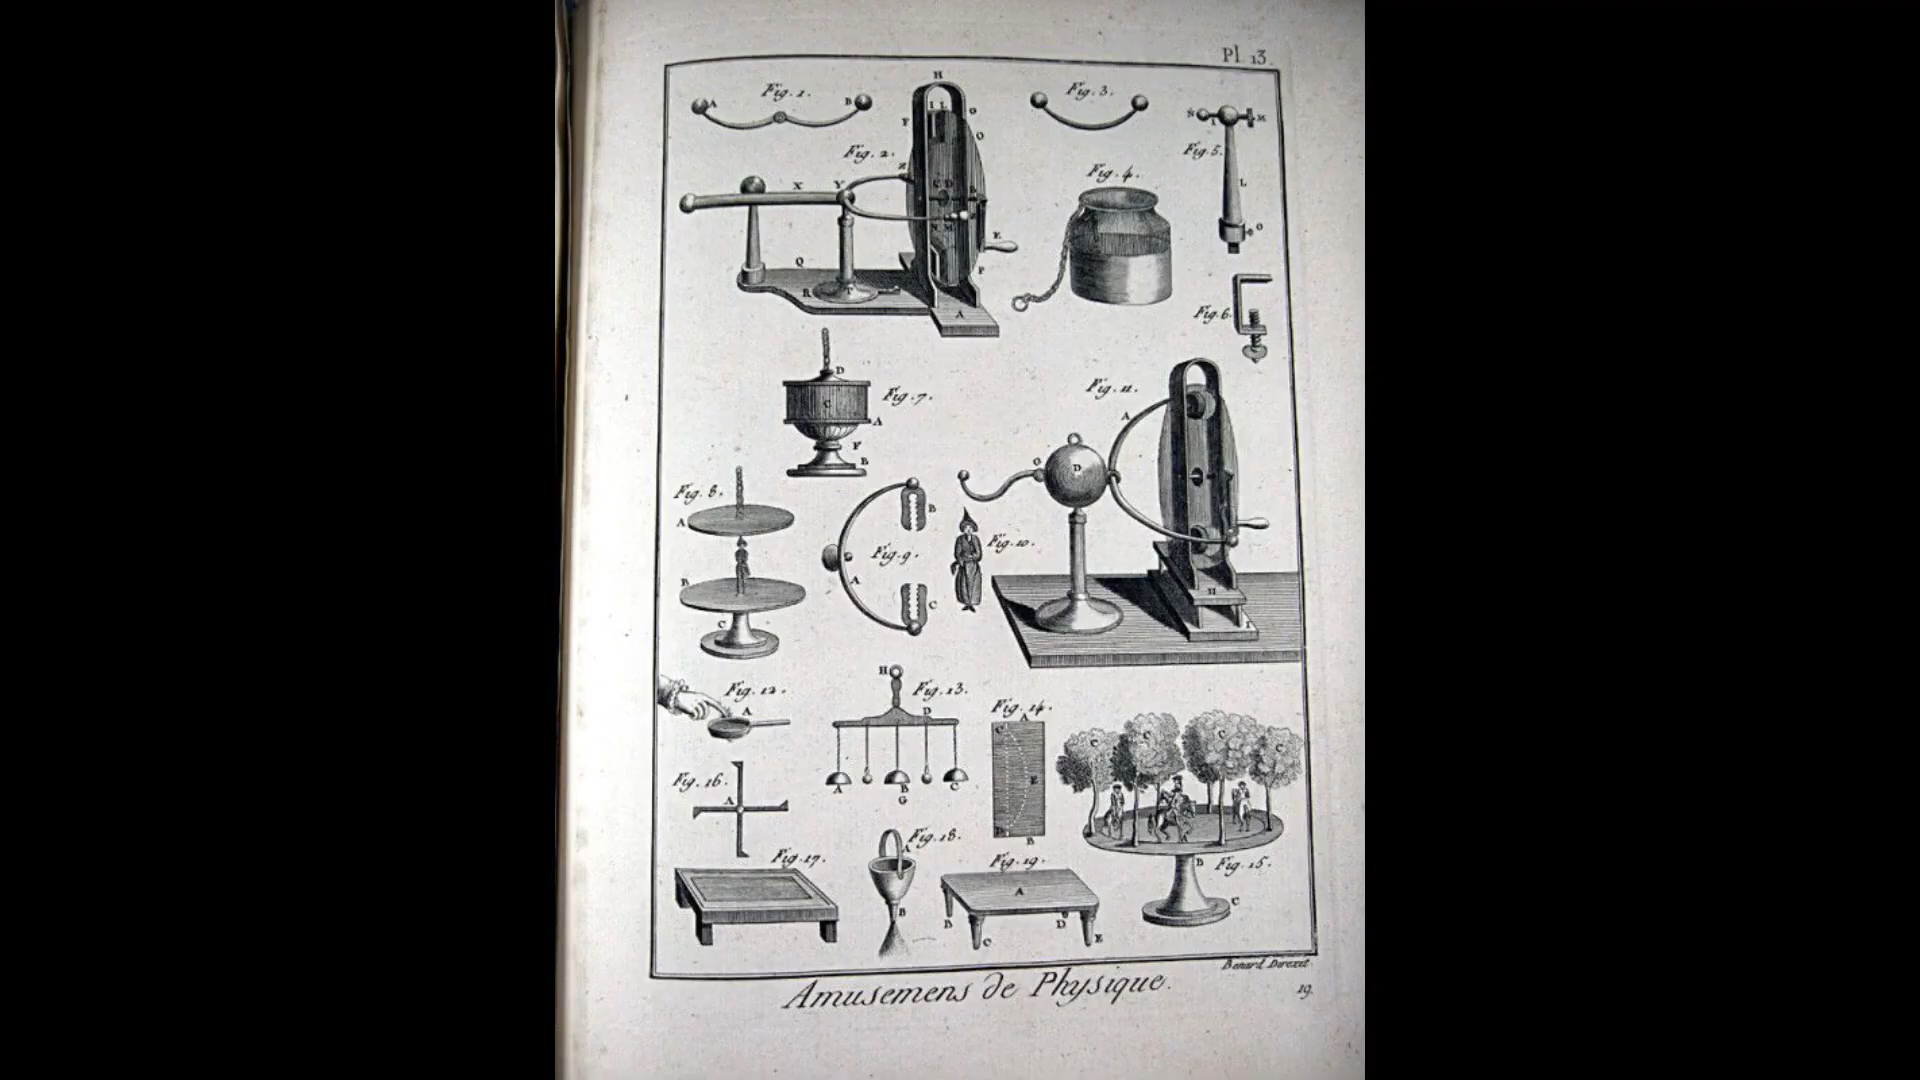 Pl. 13.
Fig. 1.
A
B
H
Fig. 3.
I L
G
F
O
N
I
M
Fig. 2.
Fig. 5.
Z
Fig. 4.
X
Y
C D
B
L
N M
E
O
Q
P
R
T
A
Fig. 6.
D
Fig. 7.
C
A
F
B
Fig. 11.
A
G
D
H
I
Fig. 8.
A
B
C
B
Fig. 9.
A
C
Fig. 10.
Fig. 12.
A
H
Fig. 13.
D
A
B
C
G
Fig. 14.
A
C
E
D
B
C
C
C
C
Fig. 16.
A
B
Fig. 15.
C
Fig. 17.
Fig. 18.
A
B
Fig. 19.
A
B
C
D
E
Benard Direxit.
Amusemens de Physique.
19.